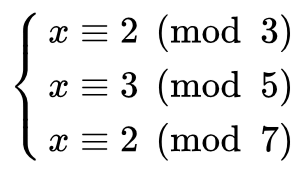 x ≡ 2 (mod 3)
x ≡ 3 (mod 5)
x ≡ 2 (mod 7)